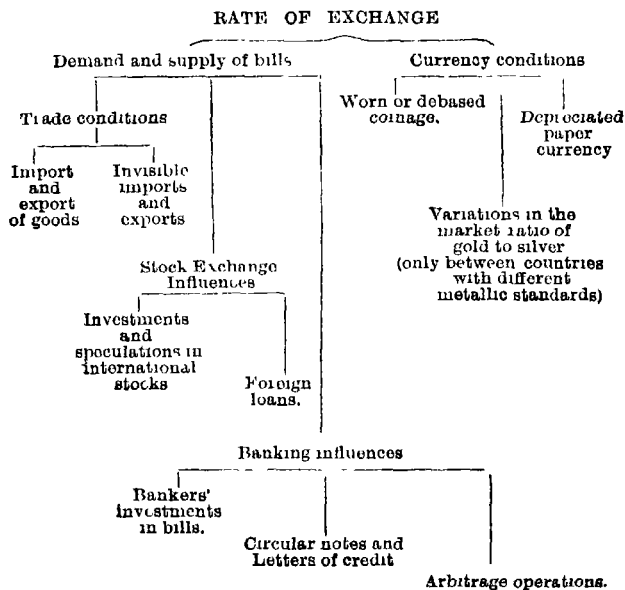 RATE OF EXCHANGE
Demand and supply of bills
Currency conditions
Trade conditions
Import
and
export
of goods
Invisible
imports
and
exports
Stock Exchange
Influences
Investments
and
speculations in
international
stocks
Foreign
loans.
Banking influences
Bankers'
investments
in bills.
Circular notes and
Letters of credit
Arbitrage operations.
Worn or debased
coinage.
Variations in the
market ratio of
gold to silver
(only between countries
with different
metallic standards)
Depreciated
paper
currency